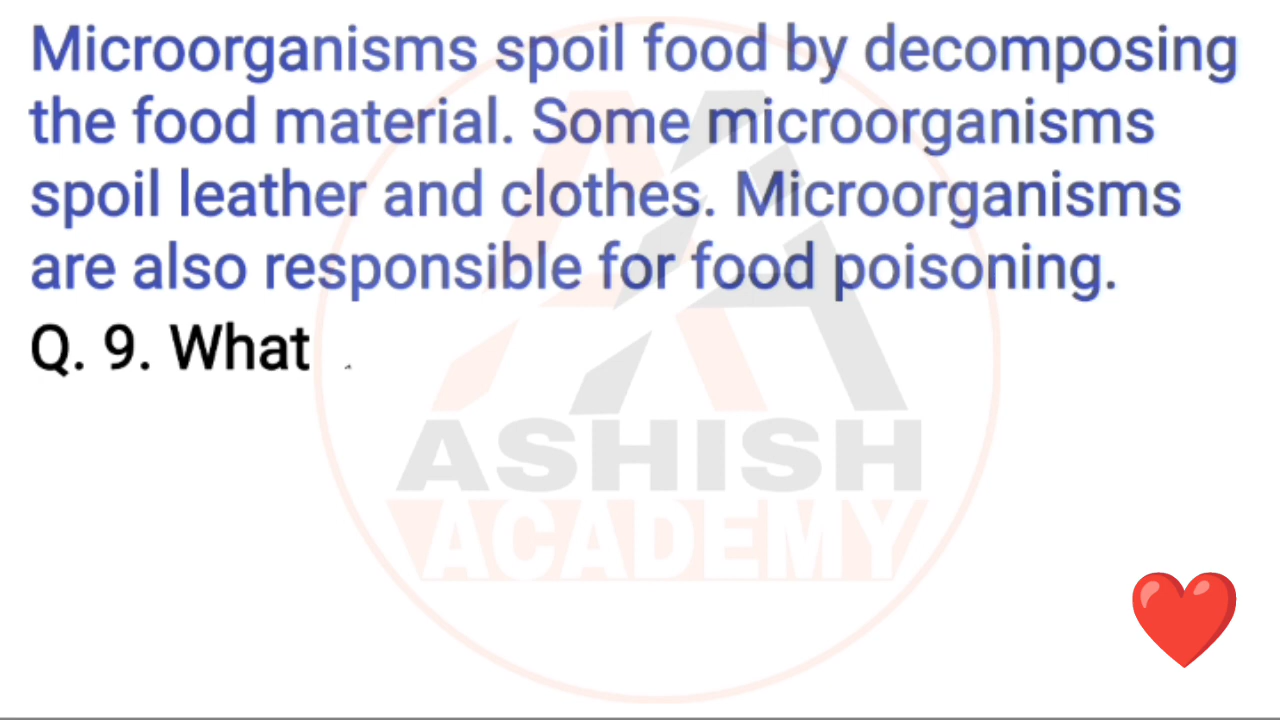 Microorganisms spoil food by decomposing
the food material. Some microorganisms
spoil leather and clothes. Microorganisms
are also responsible for food poisoning.
Q. 9. What
ASHISH
ACADEMY